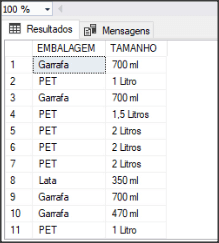 100 %
Resultados Mensagens
EMBALAGEM TAMANHO
1 Garrafa 700 ml
2 PET 1 Litro
3 Garrafa 700 ml
4 PET 1,5 Litros
5 PET 2 Litros
6 PET 2 Litros
7 PET 2 Litros
8 Lata 350 ml
9 Garrafa 700 ml
10 Garrafa 470 ml
11 PET 1 Litro